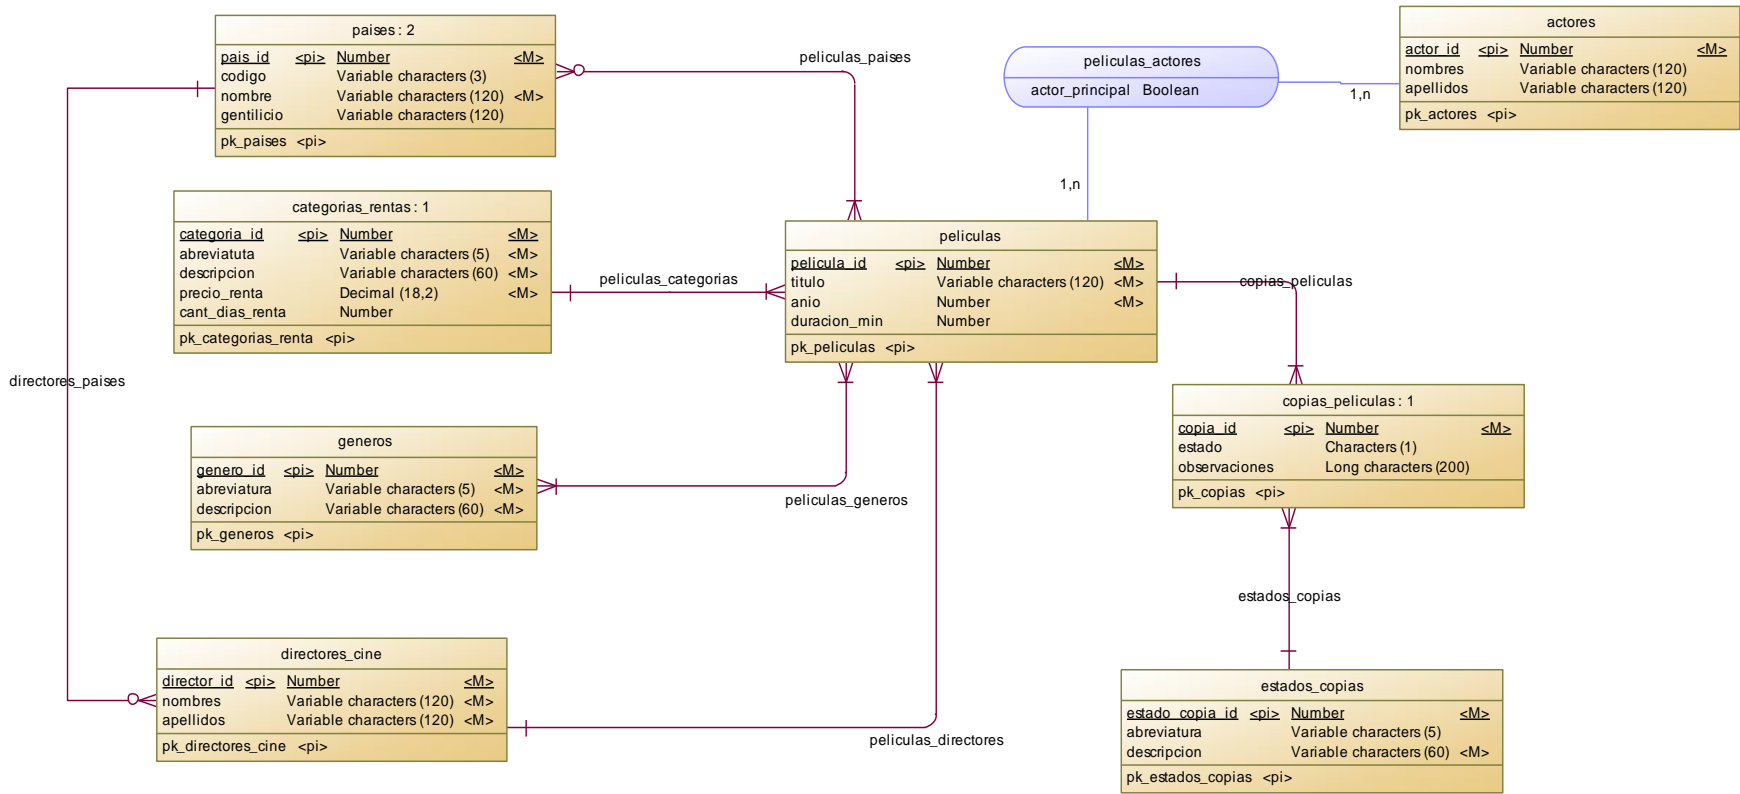 paises : 2
pais_id <pi> Number <M>
codigo Variable characters (3)
nombre Variable characters (120) <M>
gentilicio Variable characters (120)
pk_paises <pi>
peliculas_paises
peliculas_actores
actor_principal Boolean
1,n
1,n
actores
actor_id <pi> Number <M>
nombres Variable characters (120)
apellidos Variable characters (120)
pk_actores <pi>
categorias_rentas : 1
categoria_id <pi> Number <M>
abreviatuta Variable characters (5) <M>
descripcion Variable characters (60) <M>
precio_renta Decimal (18,2) <M>
cant_dias_renta Number
pk_categorias_renta <pi>
peliculas_categorias
peliculas
pelicula_id <pi> Number <M>
titulo Variable characters (120) <M>
anio Number <M>
duracion_min Number
pk_peliculas <pi>
copias_peliculas
directores_paises
copias_peliculas : 1
copia_id <pi> Number <M>
estado Characters (1)
observaciones Long characters (200)
pk_copias <pi>
generos
genero_id <pi> Number <M>
abreviatura Variable characters (5) <M>
descripcion Variable characters (60) <M>
pk_generos <pi>
peliculas_generos
estados_copias
directores_cine
director_id <pi> Number <M>
nombres Variable characters (120) <M>
apellidos Variable characters (120) <M>
pk_directores_cine <pi>
peliculas_directores
estados_copias
estado_copia_id <pi> Number <M>
abreviatura Variable characters (5)
descripcion Variable characters (60) <M>
pk_estados_copias <pi>